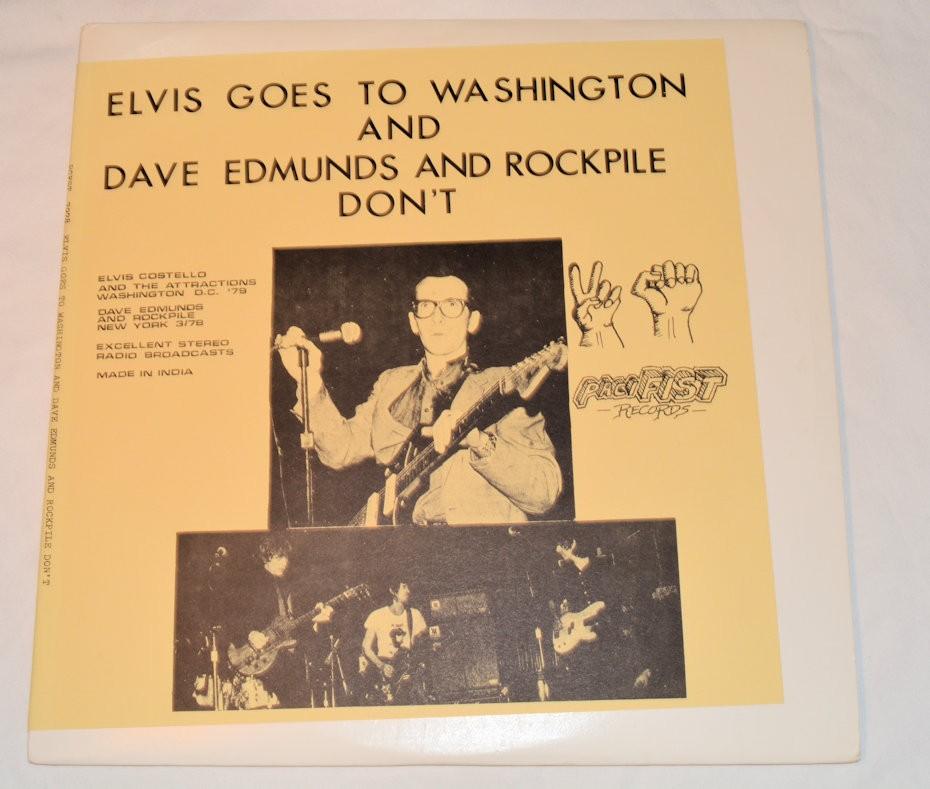 ELVIS GOES TO WASHINGTON
AND
DAVE EDMUNDS AND ROCKPILE
DON'T
ELVIS COSTELLO
AND THE ATTRACTIONS
WASHINGTON D.C. '79
DAVE EDMUNDS
AND ROCKPILE
NEW YORK 3/78
EXCELLENT STEREO
RADIO BROADCASTS
MADE IN INDIA
PACIFIST
RECORDS
ELVIS GOES TO WASHINGTON AND DAVE EDMUNDS AND ROCKPILE DON'T